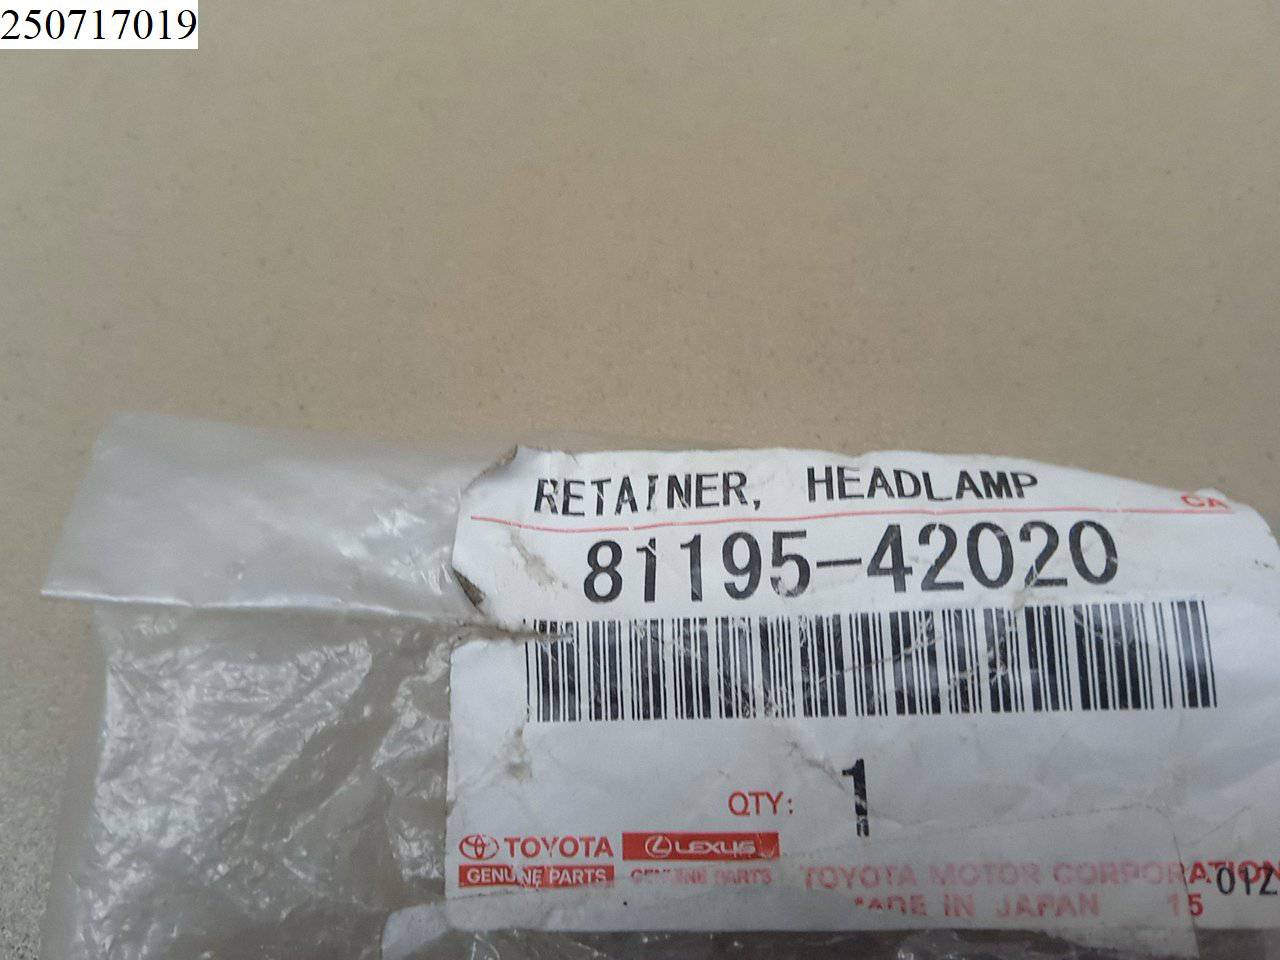 250717019
RETAINER, HEADLAMP
CA
81195-42020
QTY: 1
TOYOTA LEXUS
GENUINE PARTS GENUINE PARTS
TOYOTA MOTOR CORPORATION
MADE IN JAPAN 15